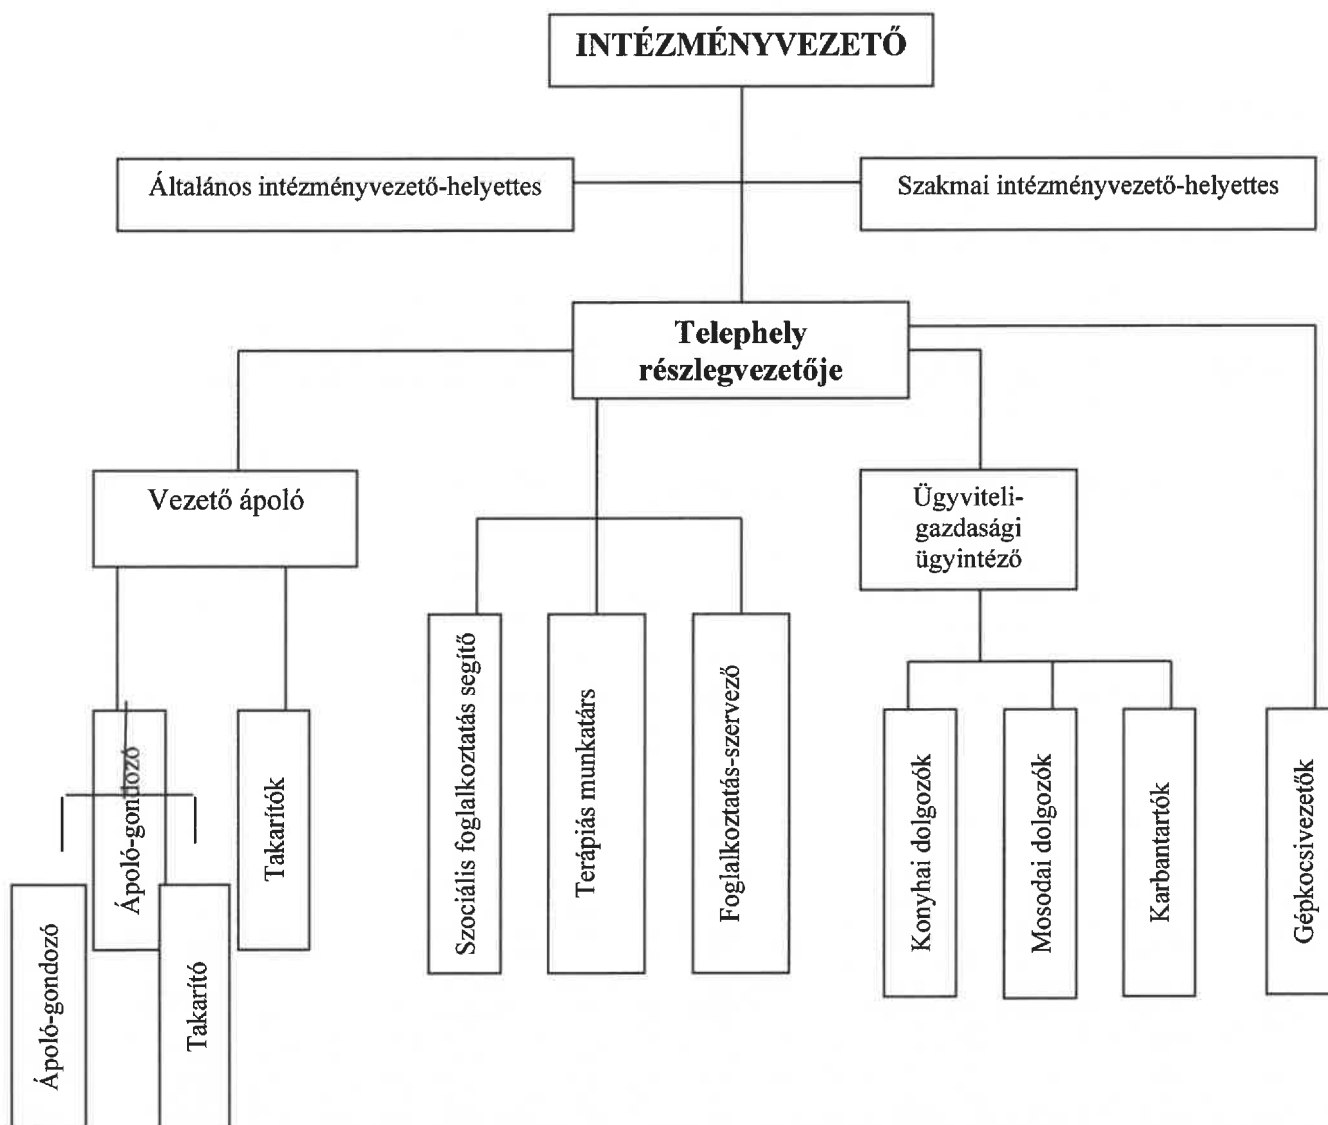 INTÉZMÉNYVEZETŐ
Általános intézményvezető-helyettes
Szakmai intézményvezető-helyettes
Telephely
részlegvezetője
Vezető ápoló
Ügyviteli-
gazdasági
ügyintéző
Ápoló-gondozó
Takarítók
Szociális foglalkoztatás segítő
Terápiás munkatárs
Foglalkoztatás-szervező
Konyhai dolgozók
Mosodai dolgozók
Karbantartók
Gépkocsivezetők
Ápoló-gondozó
Takarító